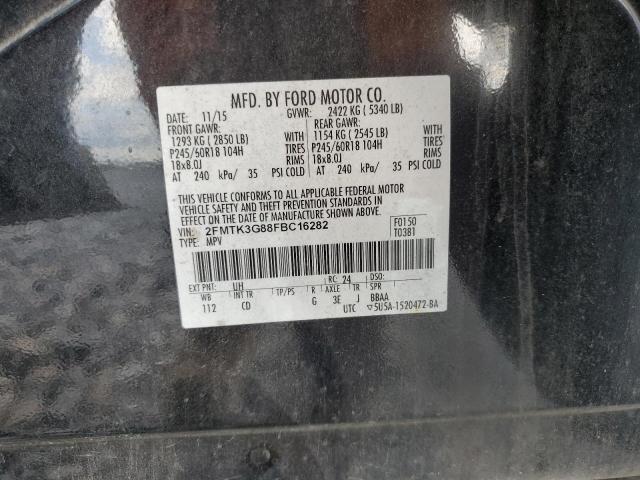 MFD. BY FORD MOTOR CO.
DATE: 11/15 GVWR: 2422 KG ( 5340 LB)
FRONT GAWR: REAR GAWR:
1293 KG ( 2850 LB) WITH 1154 KG ( 2545 LB) WITH
P245/60R18 104H TIRES P245/60R18 104H TIRES
18x8.0J RIMS 18x8.0J RIMS
AT 240 kPa/ 35 PSI COLD AT 240 kPa/ 35 PSI COLD
THIS VEHICLE CONFORMS TO ALL APPLICABLE FEDERAL MOTOR
VEHICLE SAFETY AND THEFT PREVENTION STANDARDS IN EFFECT
ON THE DATE OF MANUFACTURE SHOWN ABOVE.
VIN: 2FMTK3G88FBC16282 F0150
TYPE: MPV T03B1
EXT PNT: UH RC: 24 DSO:
WB INT TR TP/PS R AXLE TR SPR
112 CD G 3E J BBAA
UTC ▽5U5A-1520472-BA